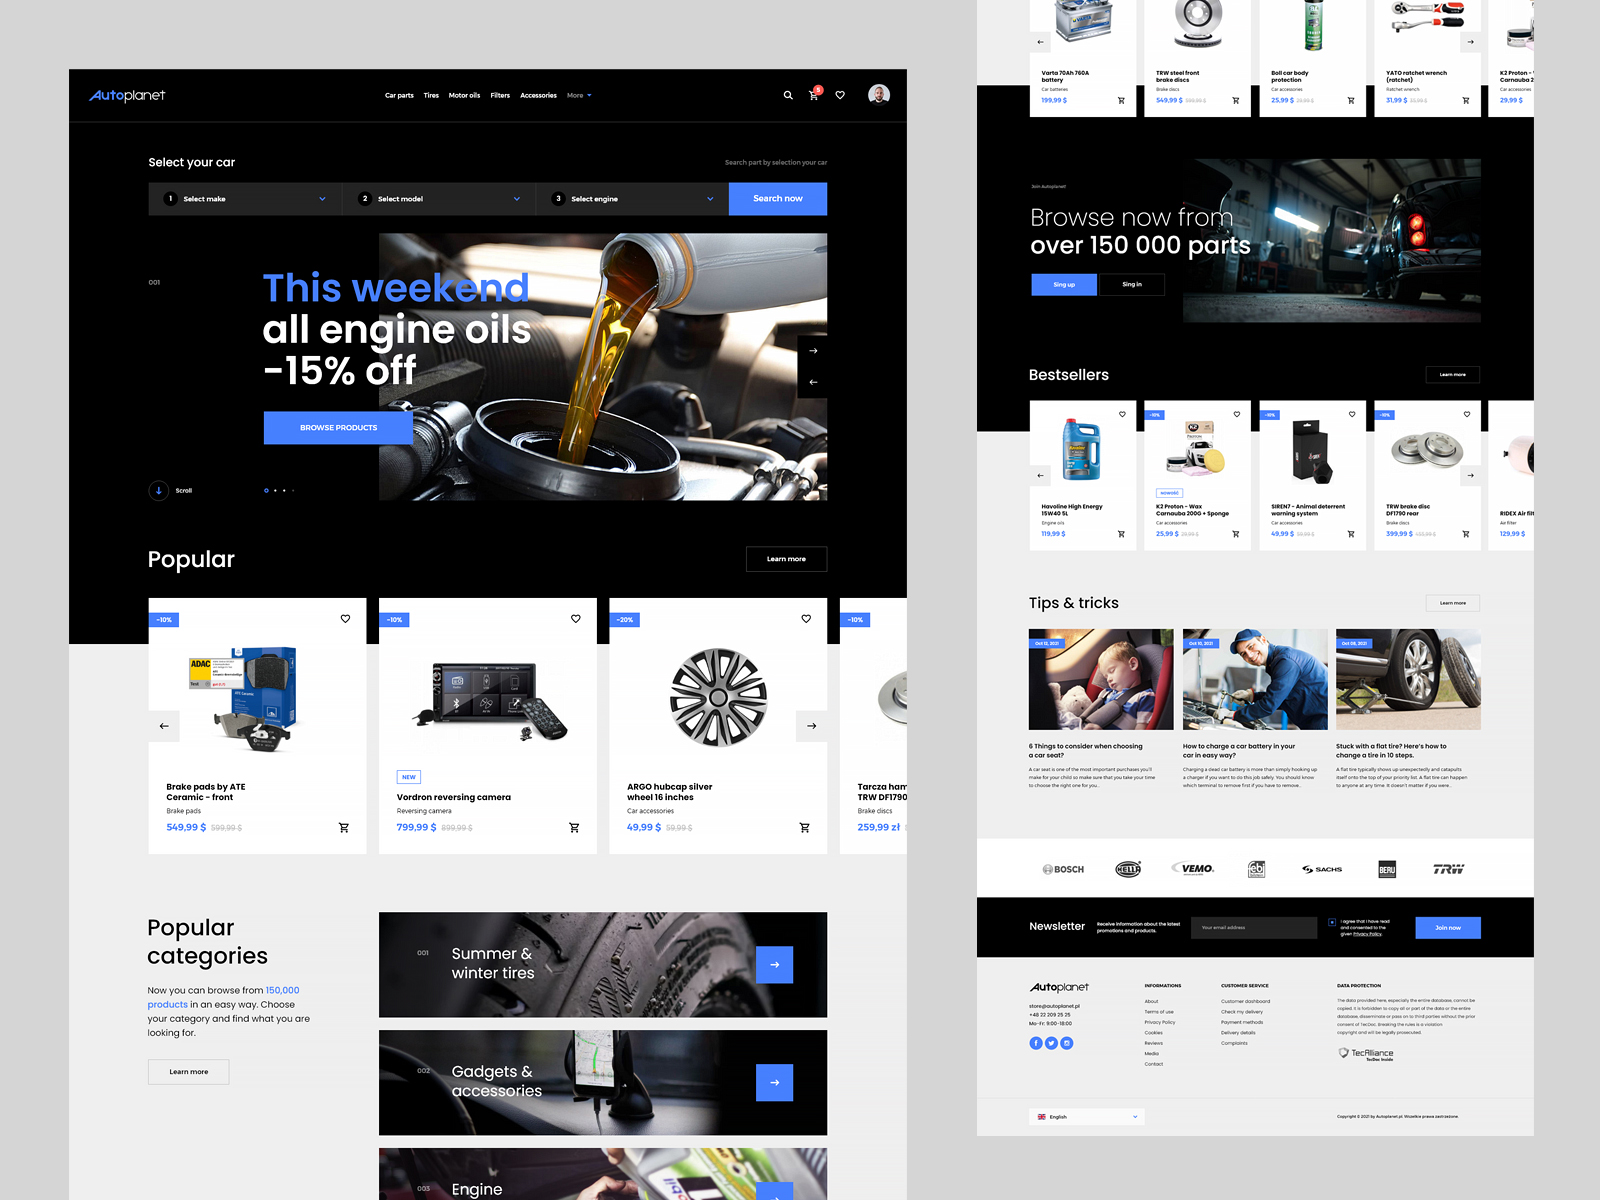 Autoplanet
Car parts
Tires
Motor oils
Filters
Accessories
More
5
Select your car
Search part by selection your car
1 Select make
2 Select model
3 Select engine
Search now
001
This weekend
all engine oils
-15% off
BROWSE PRODUCTS
Scroll
Popular
Learn more
-10%
ADAC
Brake pads by ATE
Ceramic - front
Brake pads
549,99 $ 599,99 $
-10%
NEW
Vordron reversing camera
Reversing camera
799,99 $ 899,99 $
-20%
ARGO hubcap silver
wheel 16 inches
Car accessories
49,99 $ 59,99 $
-10%
Tarcza ham
TRW DF1790
Brake discs
259,99 zł
Popular
categories
Now you can browse from 150,000
products in an easy way. Choose
your category and find what you are
looking for.
Learn more
001
Summer &
winter tires
002
Gadgets &
accessories
003
Engine
VARTA
Varta 70Ah 760A
battery
Car batteries
199,99 $
TRW steel front
brake discs
Brake discs
549,99 $ 599,99 $
Boll car body
protection
Car accessories
25,99 $
YATO ratchet wrench
(ratchet)
Ratchet wrench
31,99 $
K2 Proton -
Carnauba 2
Car accessories
29,99 $
Join Autoplanet!
Browse now from
over 150 000 parts
Sing up
Sing in
Bestsellers
Learn more
Havoline High Energy
15W40 5L
Engine oils
119,99 $
-10%
K2
NOWOŚĆ
K2 Proton - Wax
Carnauba 200G + Sponge
Car accessories
25,99 $
-10%
SIREN7 - Animal deterrent
warning system
Car accessories
49,99 $
-10%
TRW brake disc
DF1790 rear
Brake discs
399,99 $
RIDEX Air filt
Air filter
129,99 $
Tips & tricks
Learn more
Oct 12, 2021
6 Things to consider when choosing
a car seat?
A car seat is one of the most important purchases you'll
make for your child so make sure that you take your time
to choose the right one for you...
Oct 10, 2021
How to charge a car battery in your
car in easy way?
Charging a dead car battery is more than simply hooking up
a charger if you want to do this job safely. You should know
which terminal to remove first if you have to remove...
Oct 08, 2021
Stuck with a flat tire? Here's how to
change a tire in 10 steps.
A flat tire typically shows up unexpectedly and catapults
itself onto the top of your priority list. A flat tire can happen
to anyone at any time. It doesn't matter if you were...
BOSCH
HELLA
VEMO
febi
SACHS
BERU
TRW
Newsletter
Receive information about the latest
promotions and products.
Your email address
I agree that I have read
and consented to the
given Privacy Policy.
Join now
Autoplanet
store@autoplanet.pl
+48 22 209 25 25
Mo-Fr: 9:00-18:00
INFORMATIONS
About
Terms of use
Privacy Policy
Cookies
Reviews
Media
Contact
CUSTOMER SERVICE
Customer dashboard
Check my delivery
Payment methods
Delivery details
Complaints
DATA PROTECTION
The data provided here, especially the entire database, cannot be
copied. It is forbidden to copy all or part of the data or the entire
database, disseminate or pass on to third parties without the prior
consent of TecDoc. Breaking the rules is a violation
copyright and will be legally prosecuted.
TecAlliance
TecDoc Inside
English
Copyright © 2021 by Autoplanet.pl. Wszelkie prawa zastrzeżone.